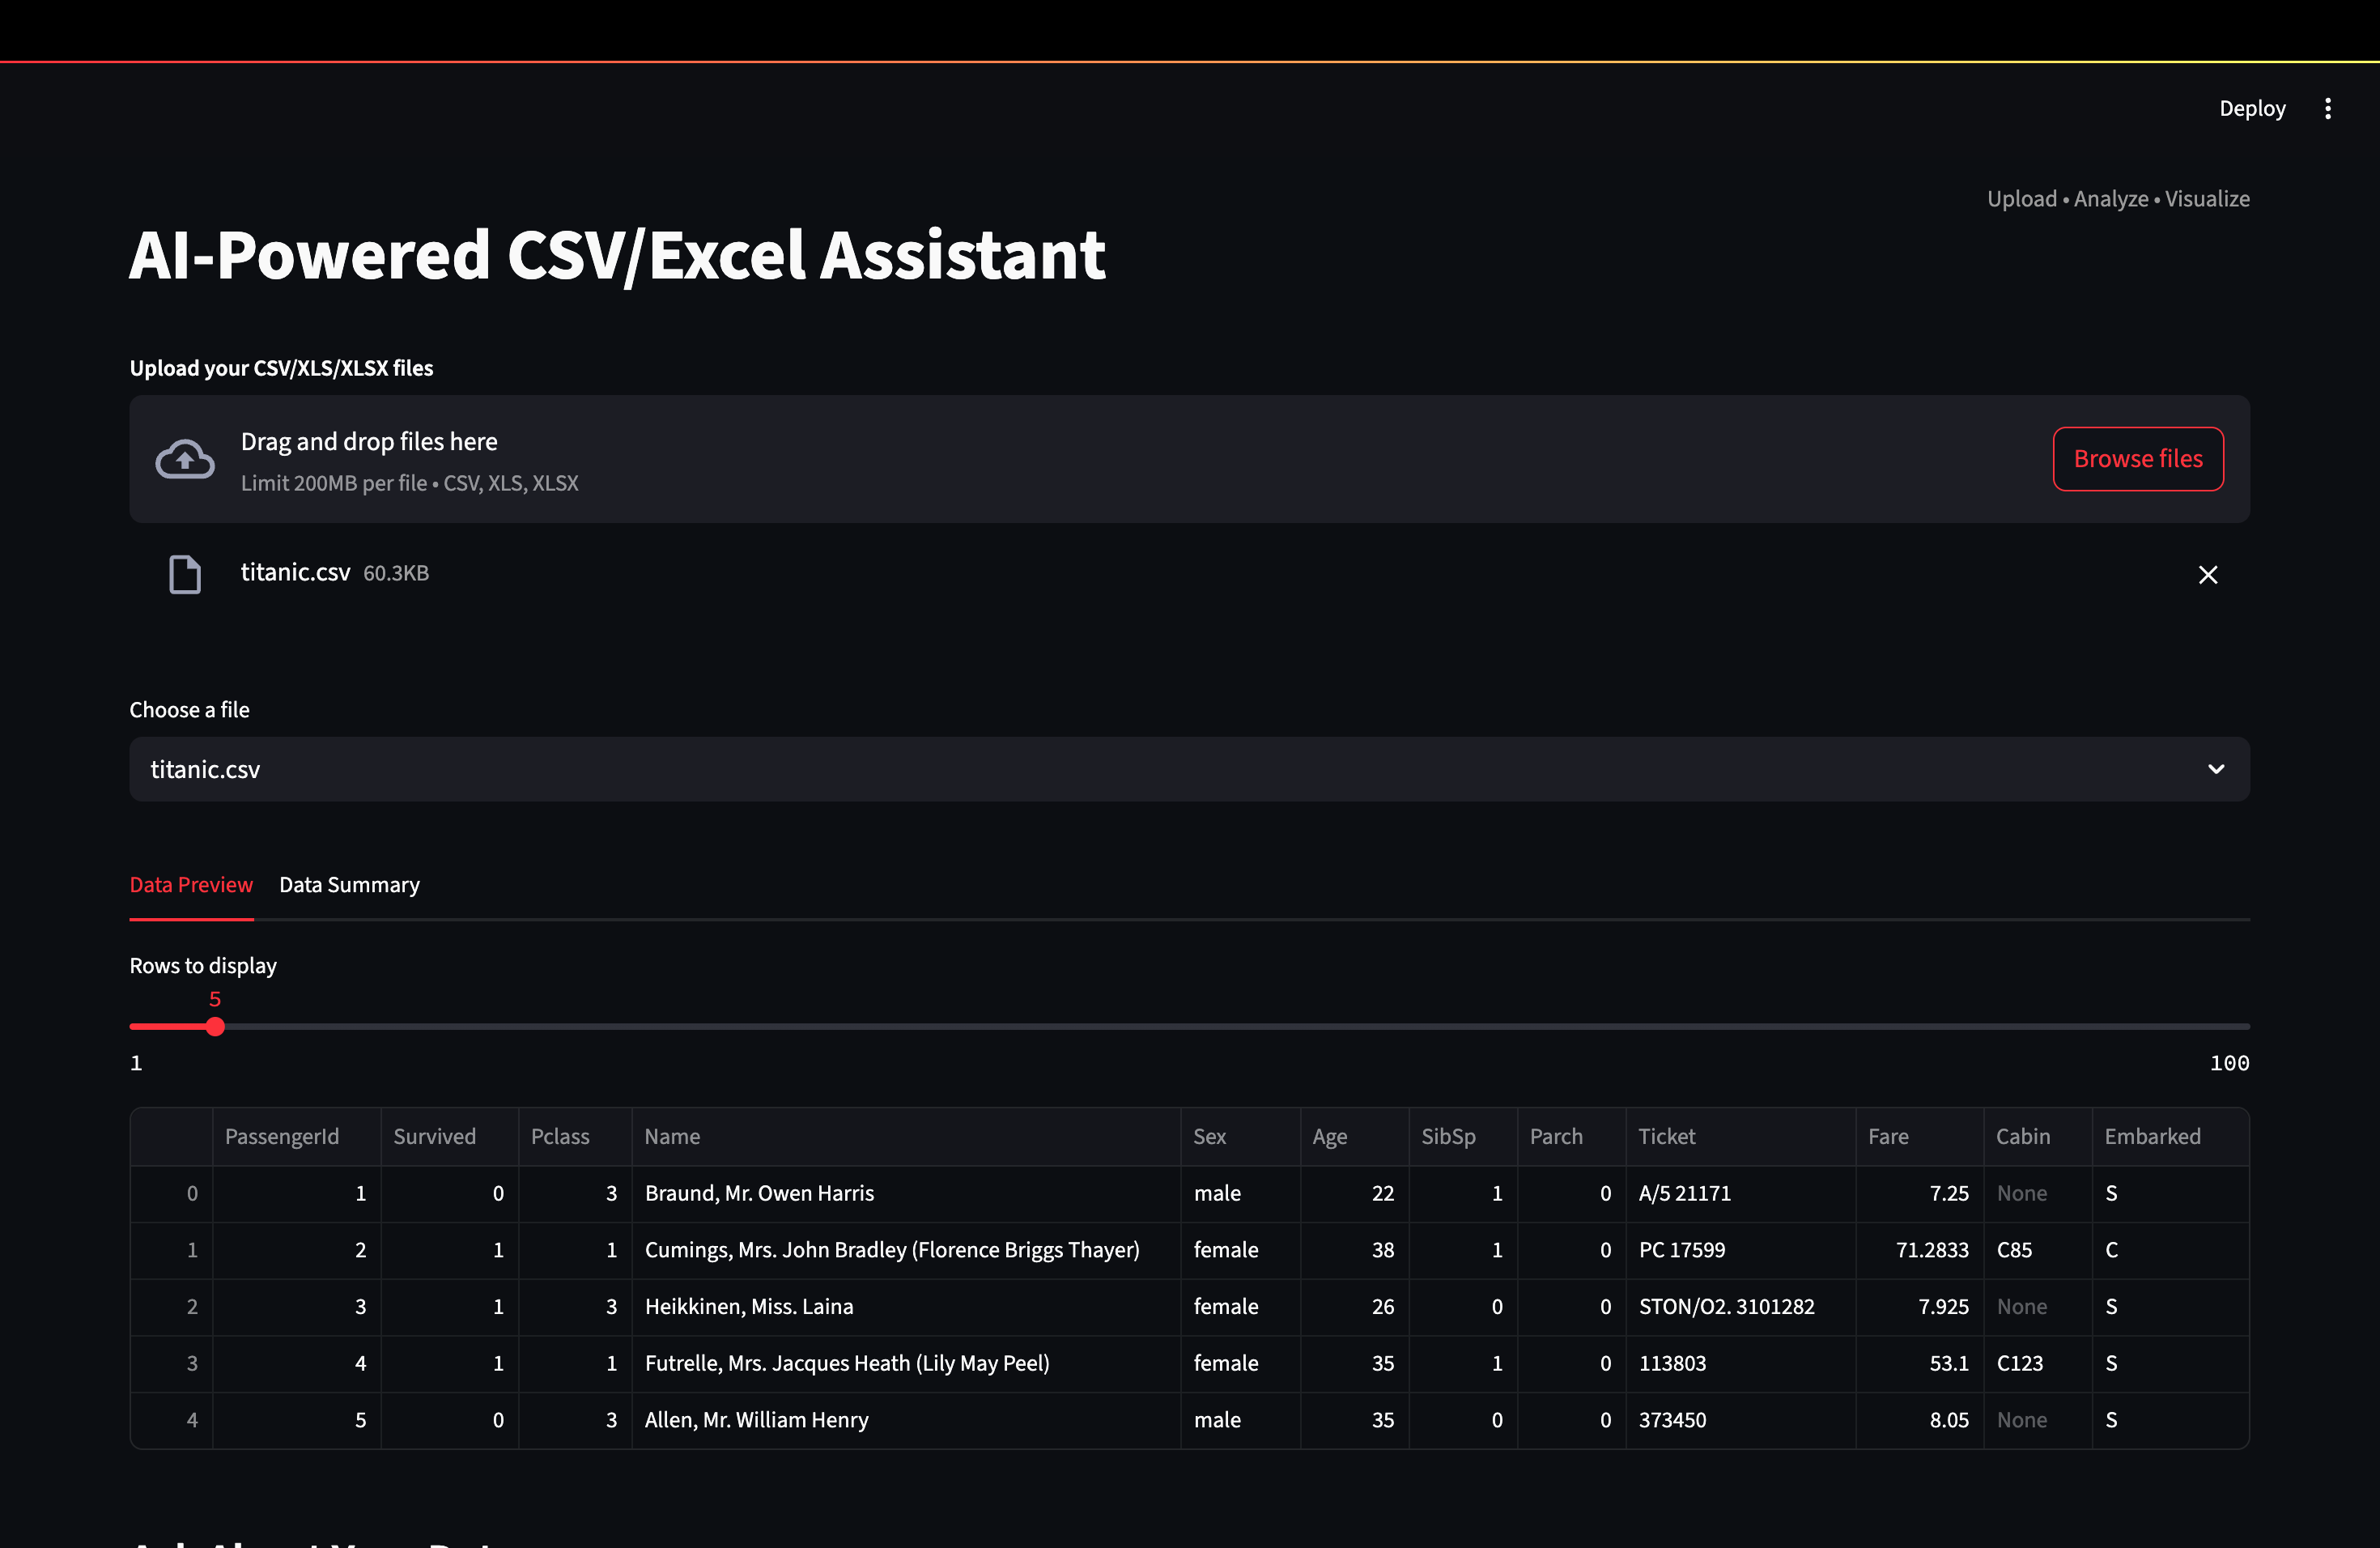 Deploy
Upload • Analyze • Visualize
AI-Powered CSV/Excel Assistant
Upload your CSV/XLS/XLSX files
Drag and drop files here
Limit 200MB per file • CSV, XLS, XLSX
Browse files
titanic.csv 60.3KB
Choose a file
titanic.csv
Data Preview Data Summary
Rows to display
5
1 100
PassengerId Survived Pclass Name Sex Age SibSp Parch Ticket Fare Cabin Embarked
0 1 0 3 Braund, Mr. Owen Harris male 22 1 0 A/5 21171 7.25 None S
1 2 1 1 Cumings, Mrs. John Bradley (Florence Briggs Thayer) female 38 1 0 PC 17599 71.2833 C85 C
2 3 1 3 Heikkinen, Miss. Laina female 26 0 0 STON/O2. 3101282 7.925 None S
3 4 1 1 Futrelle, Mrs. Jacques Heath (Lily May Peel) female 35 1 0 113803 53.1 C123 S
4 5 0 3 Allen, Mr. William Henry male 35 0 0 373450 8.05 None S